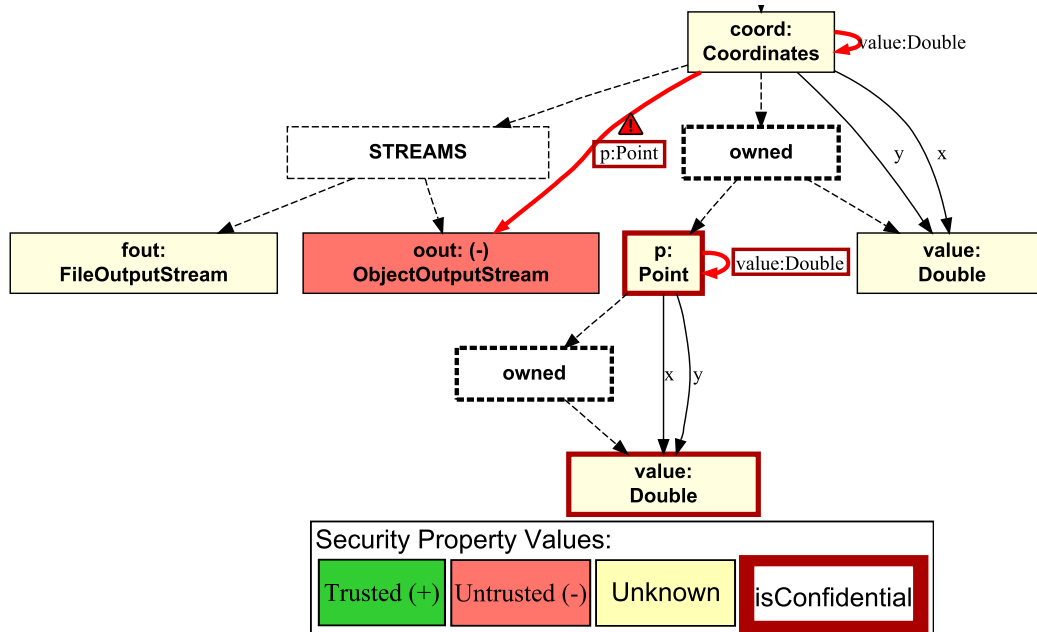 coord:
Coordinates
value:Double
STREAMS
p:Point
owned
y
x
fout:
FileOutputStream
oout: (-)
ObjectOutputStream
p:
Point
value:Double
value:
Double
owned
x
y
value:
Double
Security Property Values:
Trusted (+)
Untrusted (-)
Unknown
isConfidential